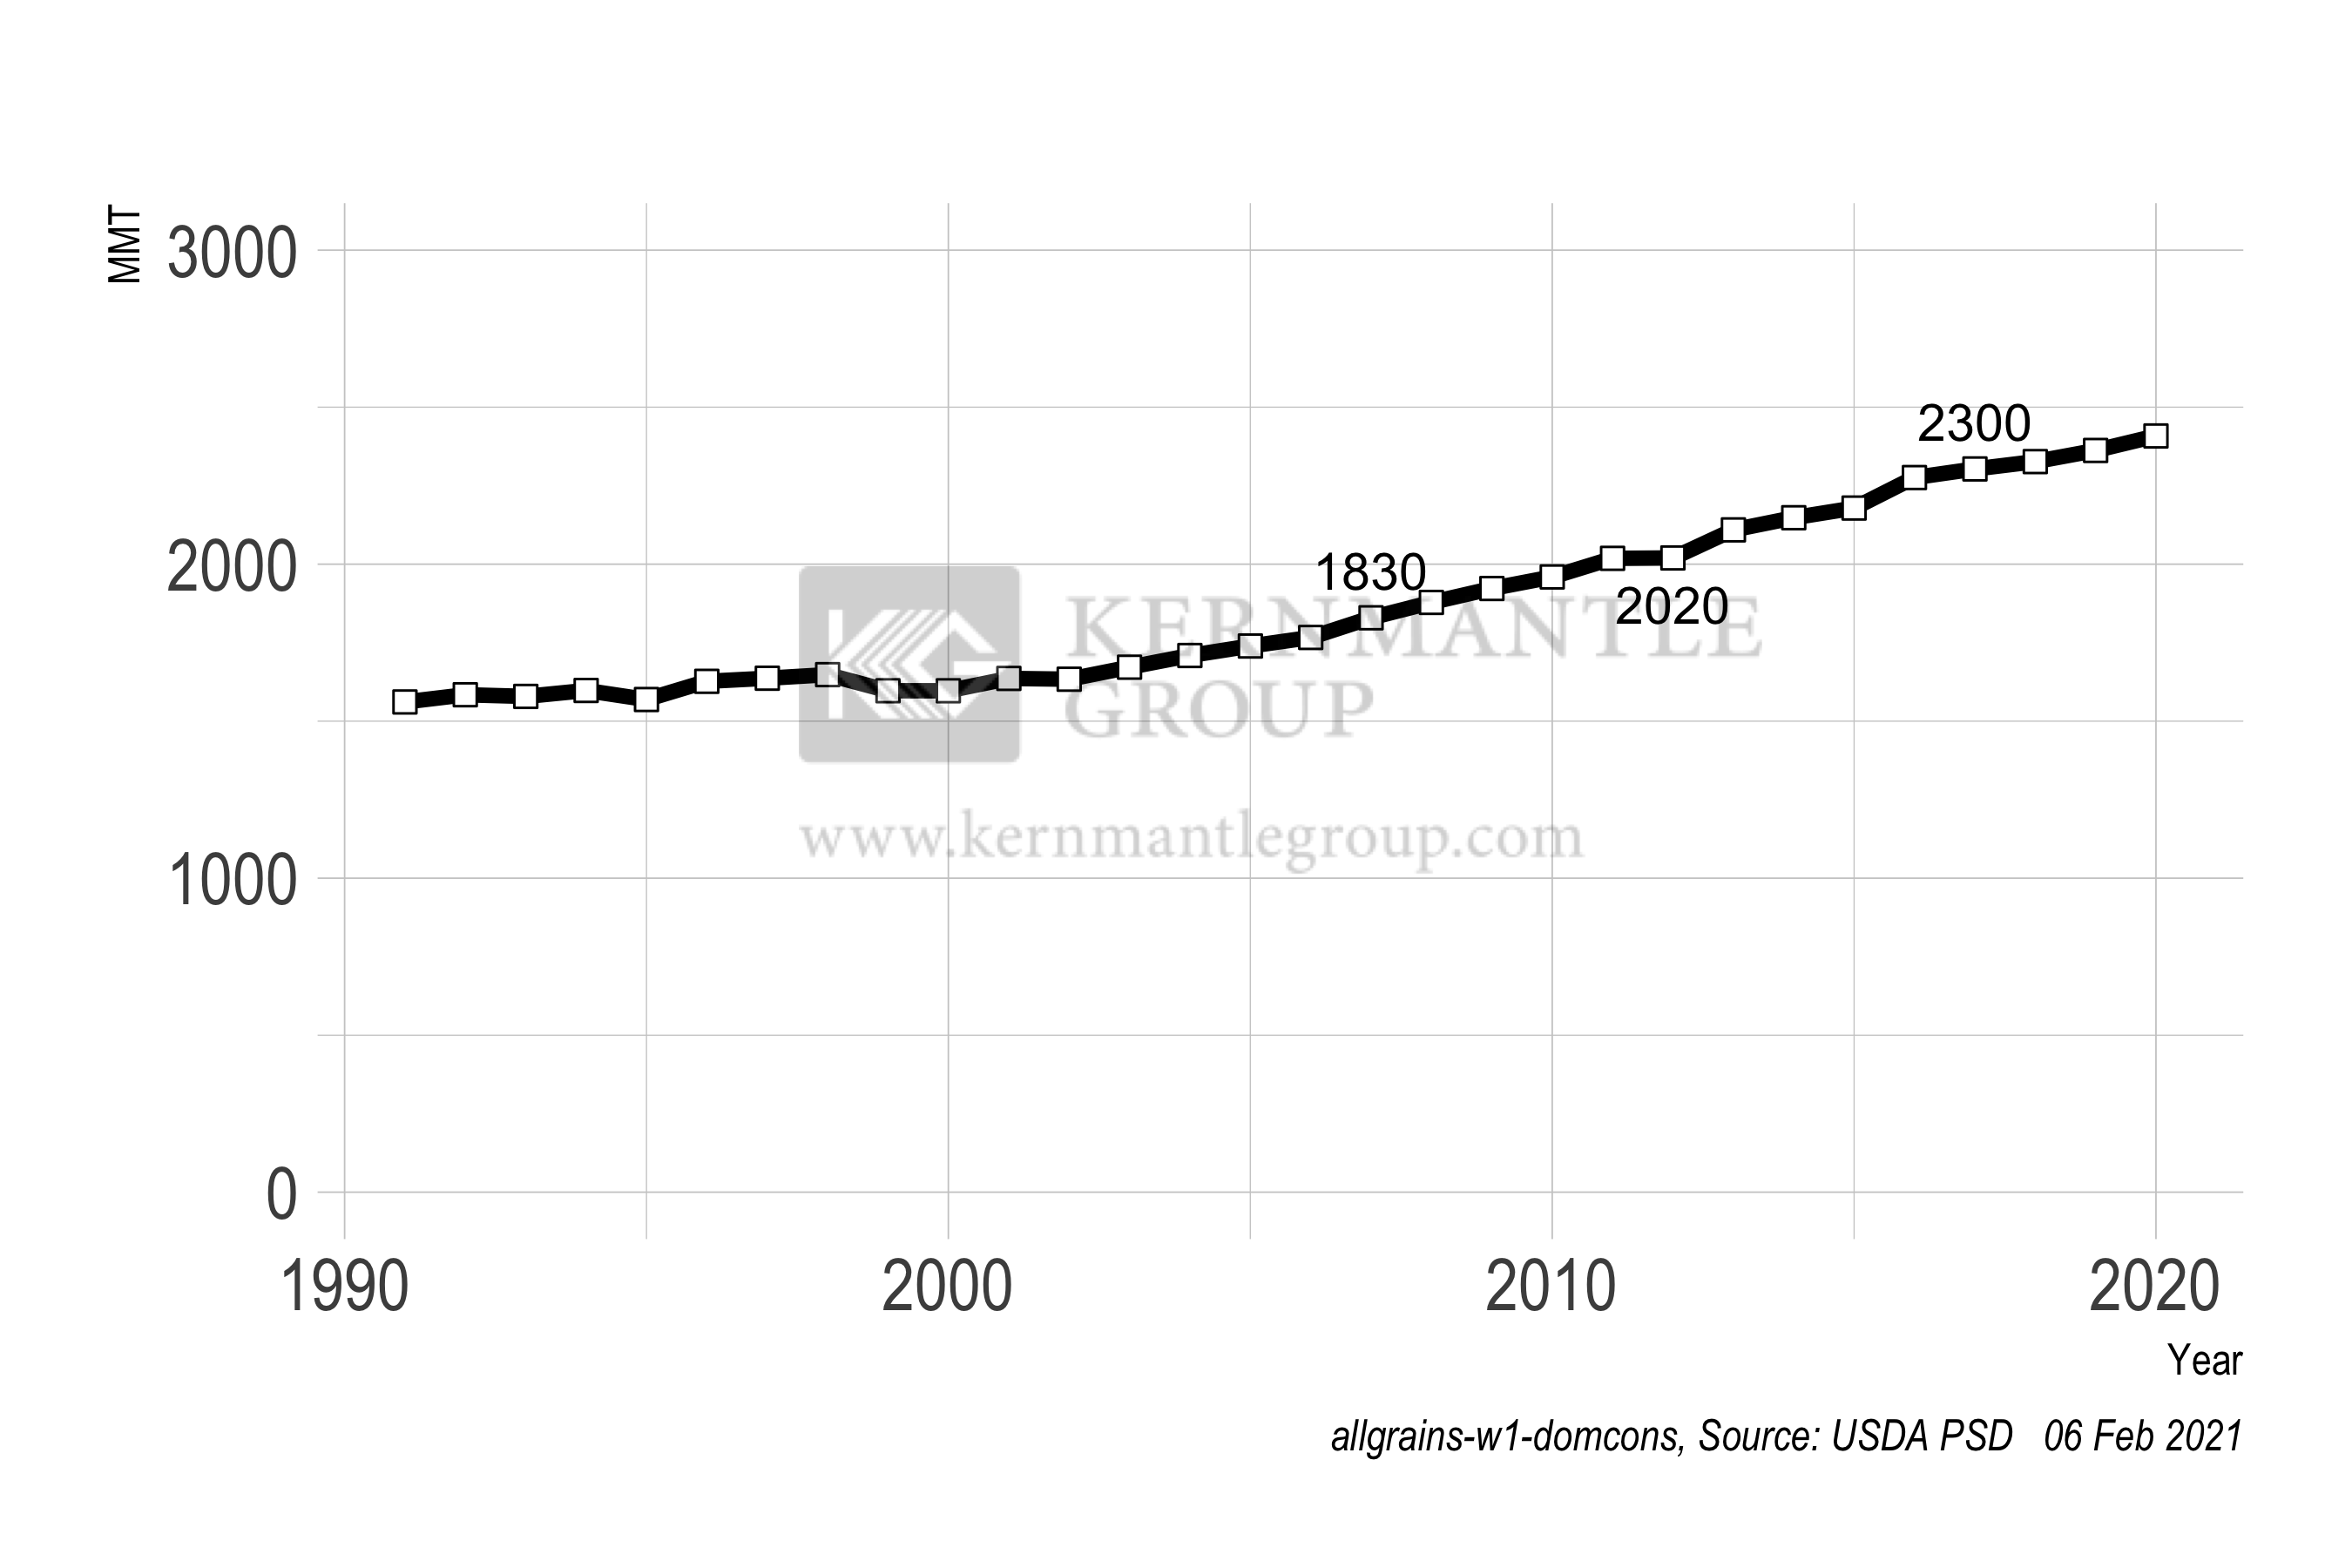 MMT
3000
2300
2000
1830
2020
KERNMANTLE
GROUP
www.kernmantlegroup.com
1000
0
1990 2000 2010 2020
Year
allgrains-w1-domcons, Source: USDA PSD 06 Feb 2021